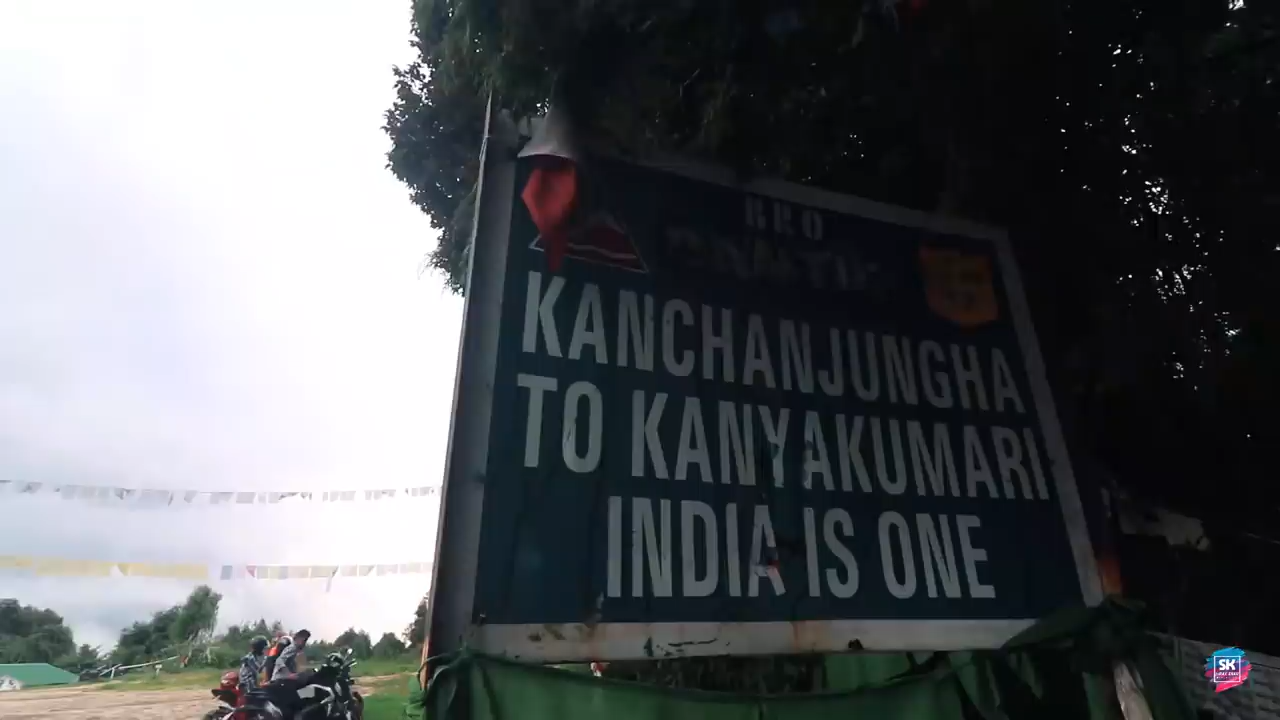 BRO
KANCHANJUNGHA
TO KANYAKUMARI
INDIA IS ONE
SK